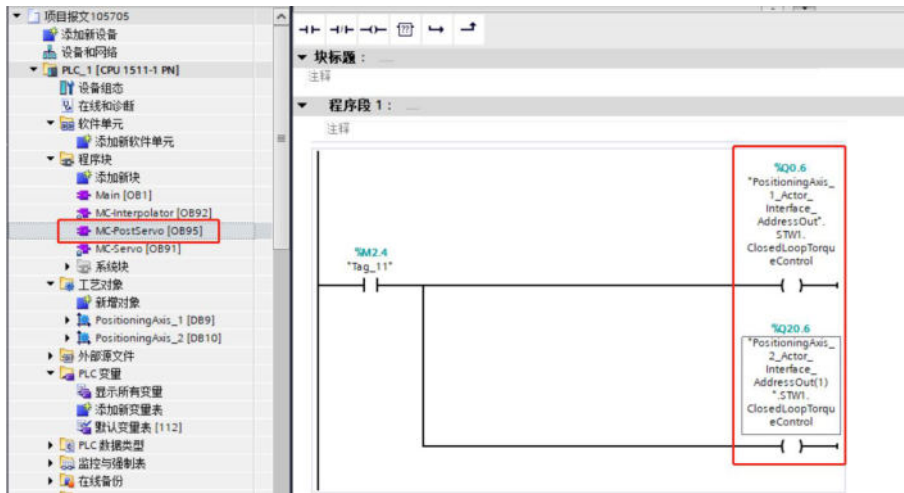 项目报文105705
添加新设备
设备和网络
PLC_1 [CPU 1511-1 PN]
设备组态
在线和诊断
软件单元
添加新软件单元
程序块
添加新块
Main [OB1]
MC-Interpolator [OB92]
MC-PostServo [OB95]
MC-Servo [OB91]
系统块
工艺对象
新增对象
PositioningAxis_1 [DB9]
PositioningAxis_2 [DB10]
外部源文件
PLC 变量
显示所有变量
添加新变量表
默认变量表 [112]
PLC 数据类型
监控与强制表
在线备份
??
块标题：
注释
程序段 1：
注释
%M2.4
"Tag_11"
%Q0.6
"PositioningAxis_
1_Actor_
Interface_
AddressOut".
STW1.
ClosedLoopTorqu
eControl
%Q20.6
"PositioningAxis_
2_Actor_
Interface_
AddressOut(1)
".STW1.
ClosedLoopTorqu
eControl